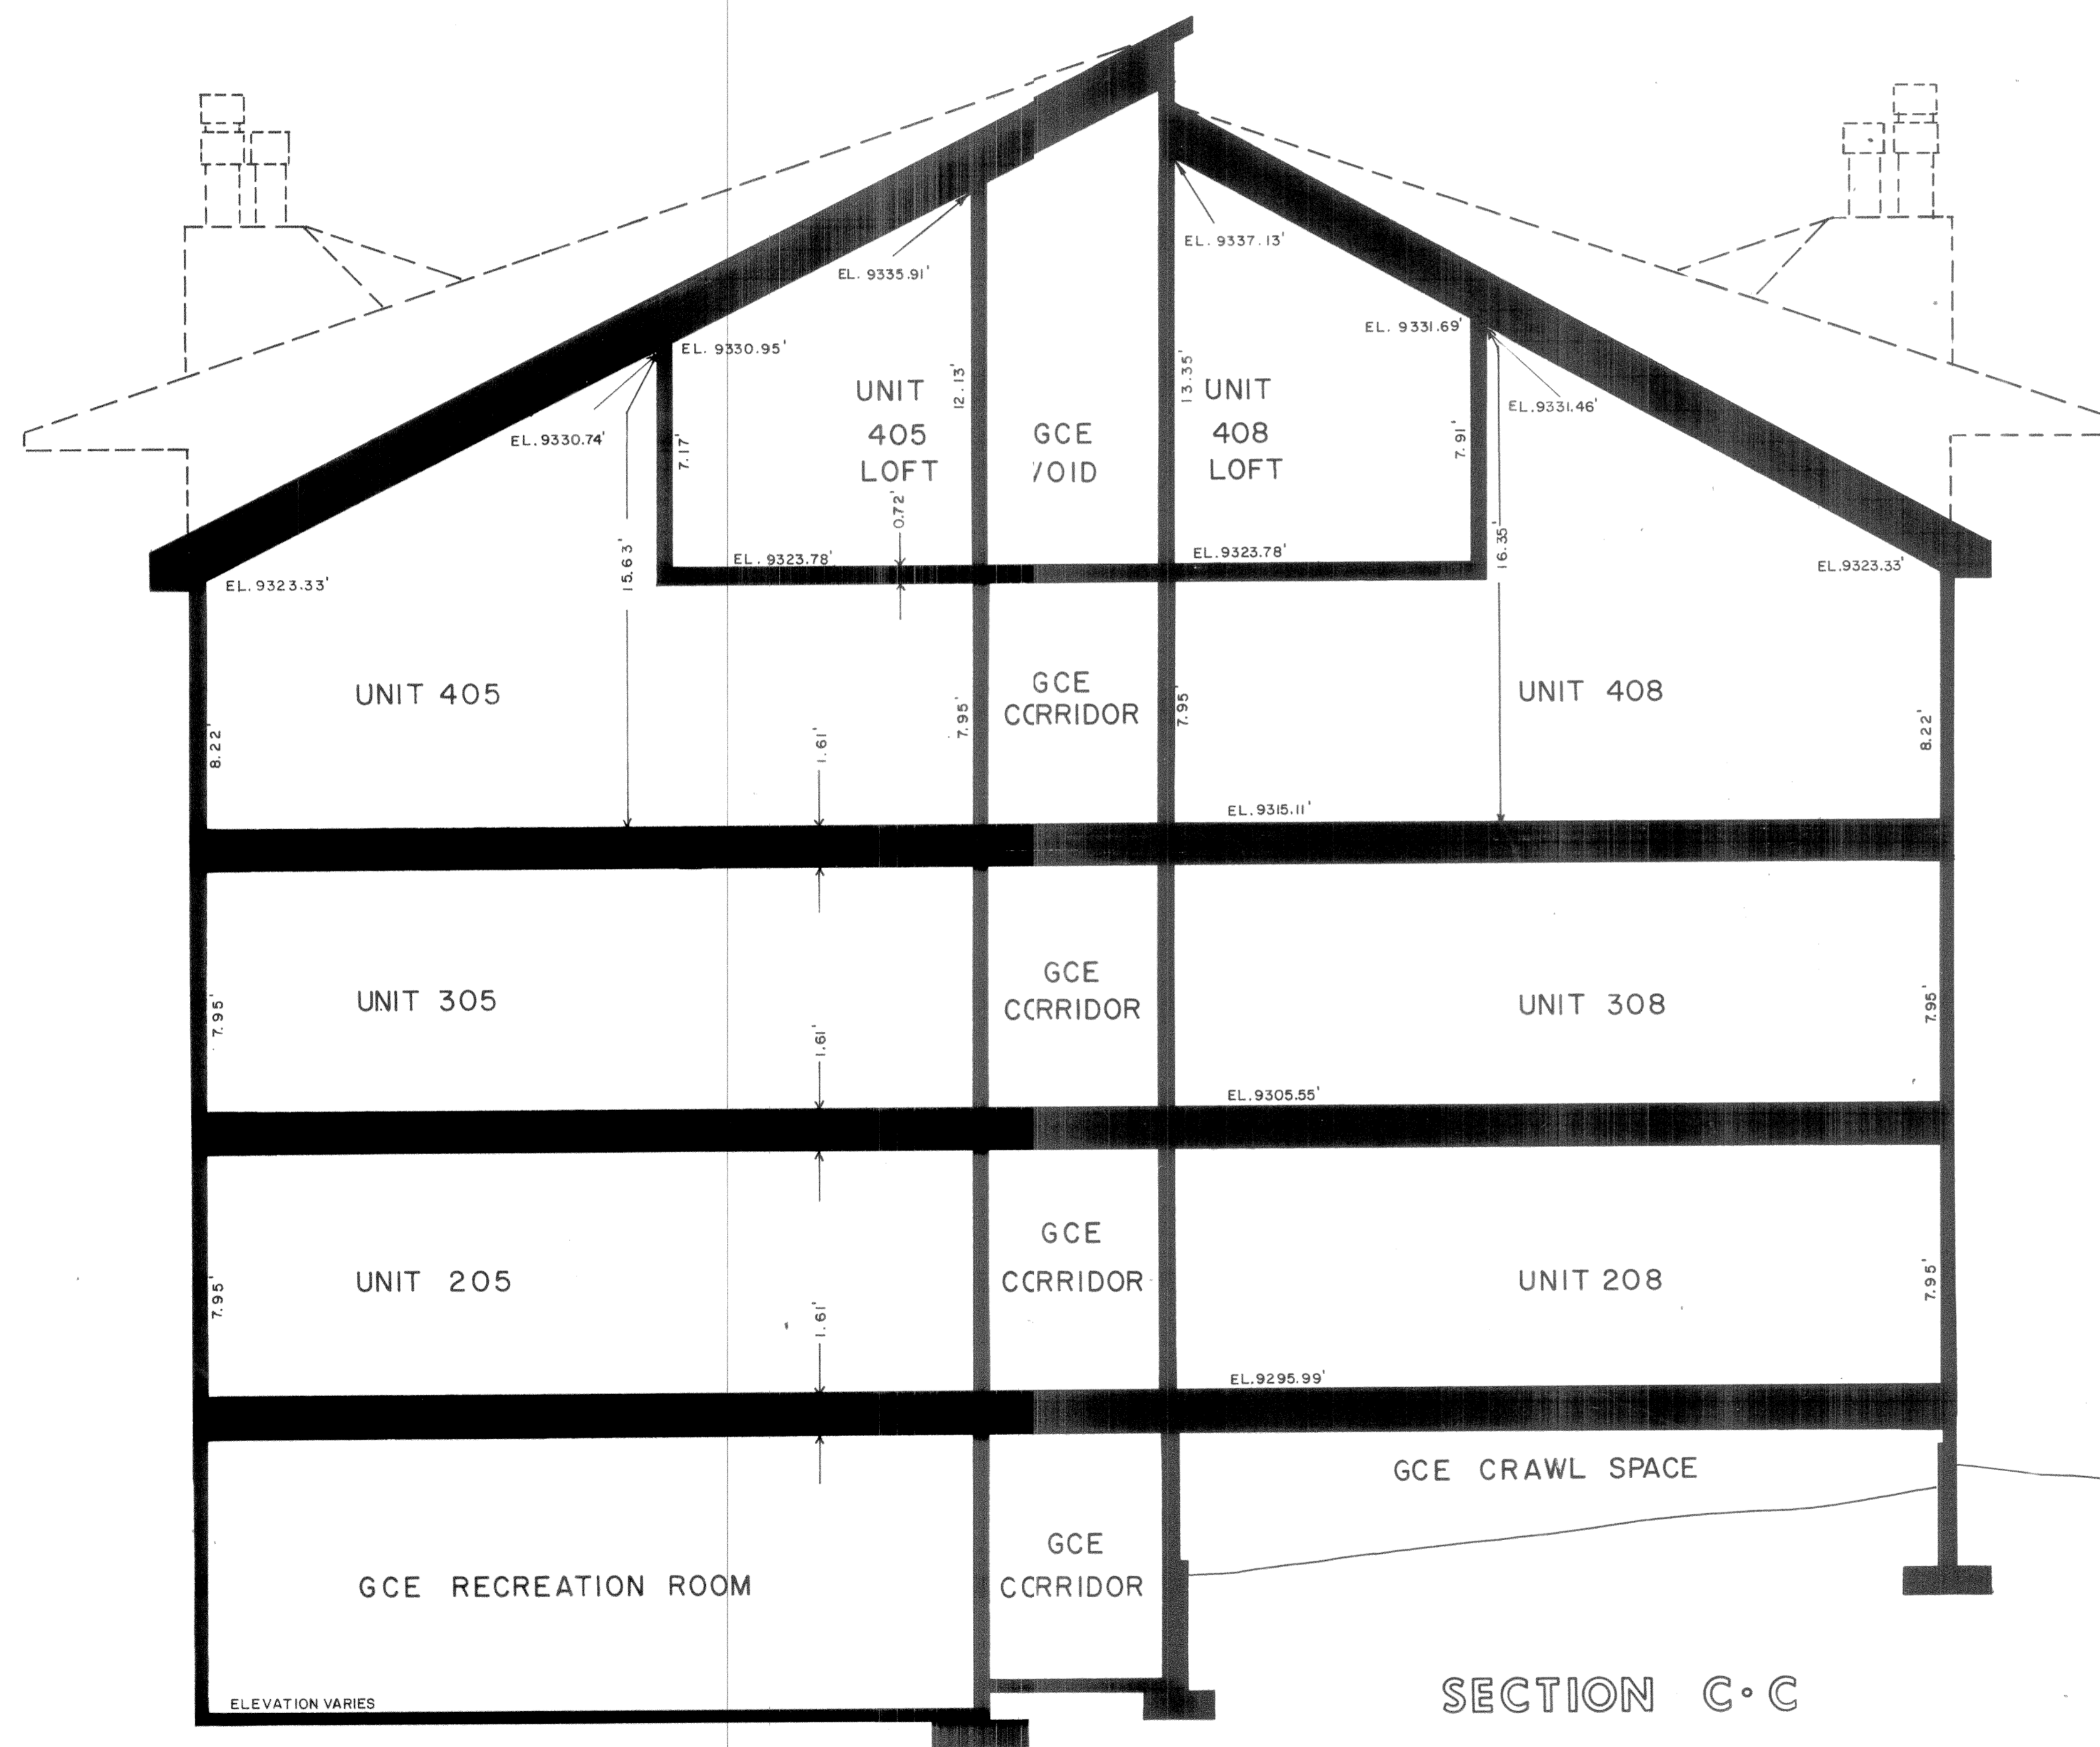 EL. 9337.13'
EL. 9335.91'
EL. 9331.69'
EL. 9330.95'
EL. 9331.46'
EL. 9330.74'
UNIT
405
LOFT
12.13'
GCE
VOID
13.35'
UNIT
408
LOFT
7.17'
7.91'
0.72'
EL. 9323.78'
EL. 9323.78'
15.63'
16.35'
EL. 9323.33'
EL. 9323.33'
UNIT 405
GCE
CORRIDOR
UNIT 408
8.22'
1.61'
7.95'
7.95'
8.22'
EL. 9315.11'
UNIT 305
GCE
CORRIDOR
UNIT 308
7.95'
1.61'
7.95'
EL. 9305.55'
UNIT 205
GCE
CORRIDOR
UNIT 208
7.95'
1.61'
7.95'
EL. 9295.99'
GCE CRAWL SPACE
GCE RECREATION ROOM
GCE
CORRIDOR
ELEVATION VARIES
SECTION C•C